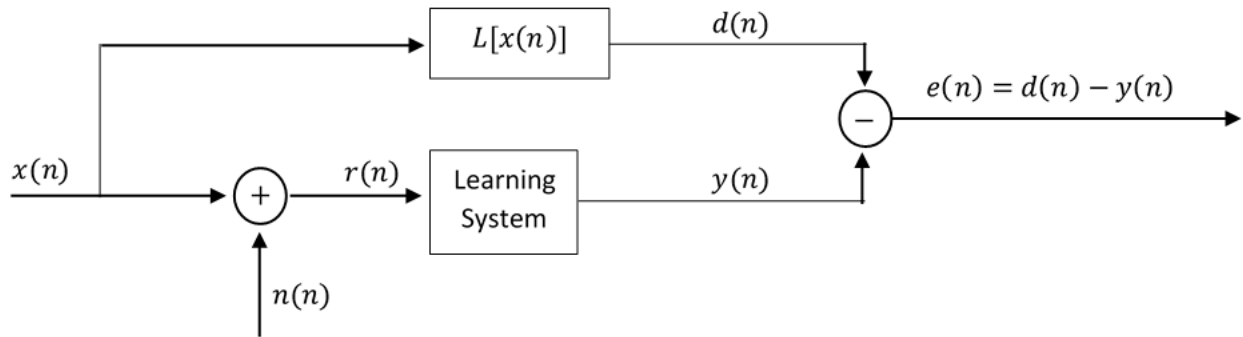 L[x(n)]
d(n)
e(n) = d(n) − y(n)
−
x(n)
+
r(n)
Learning
System
y(n)
n(n)